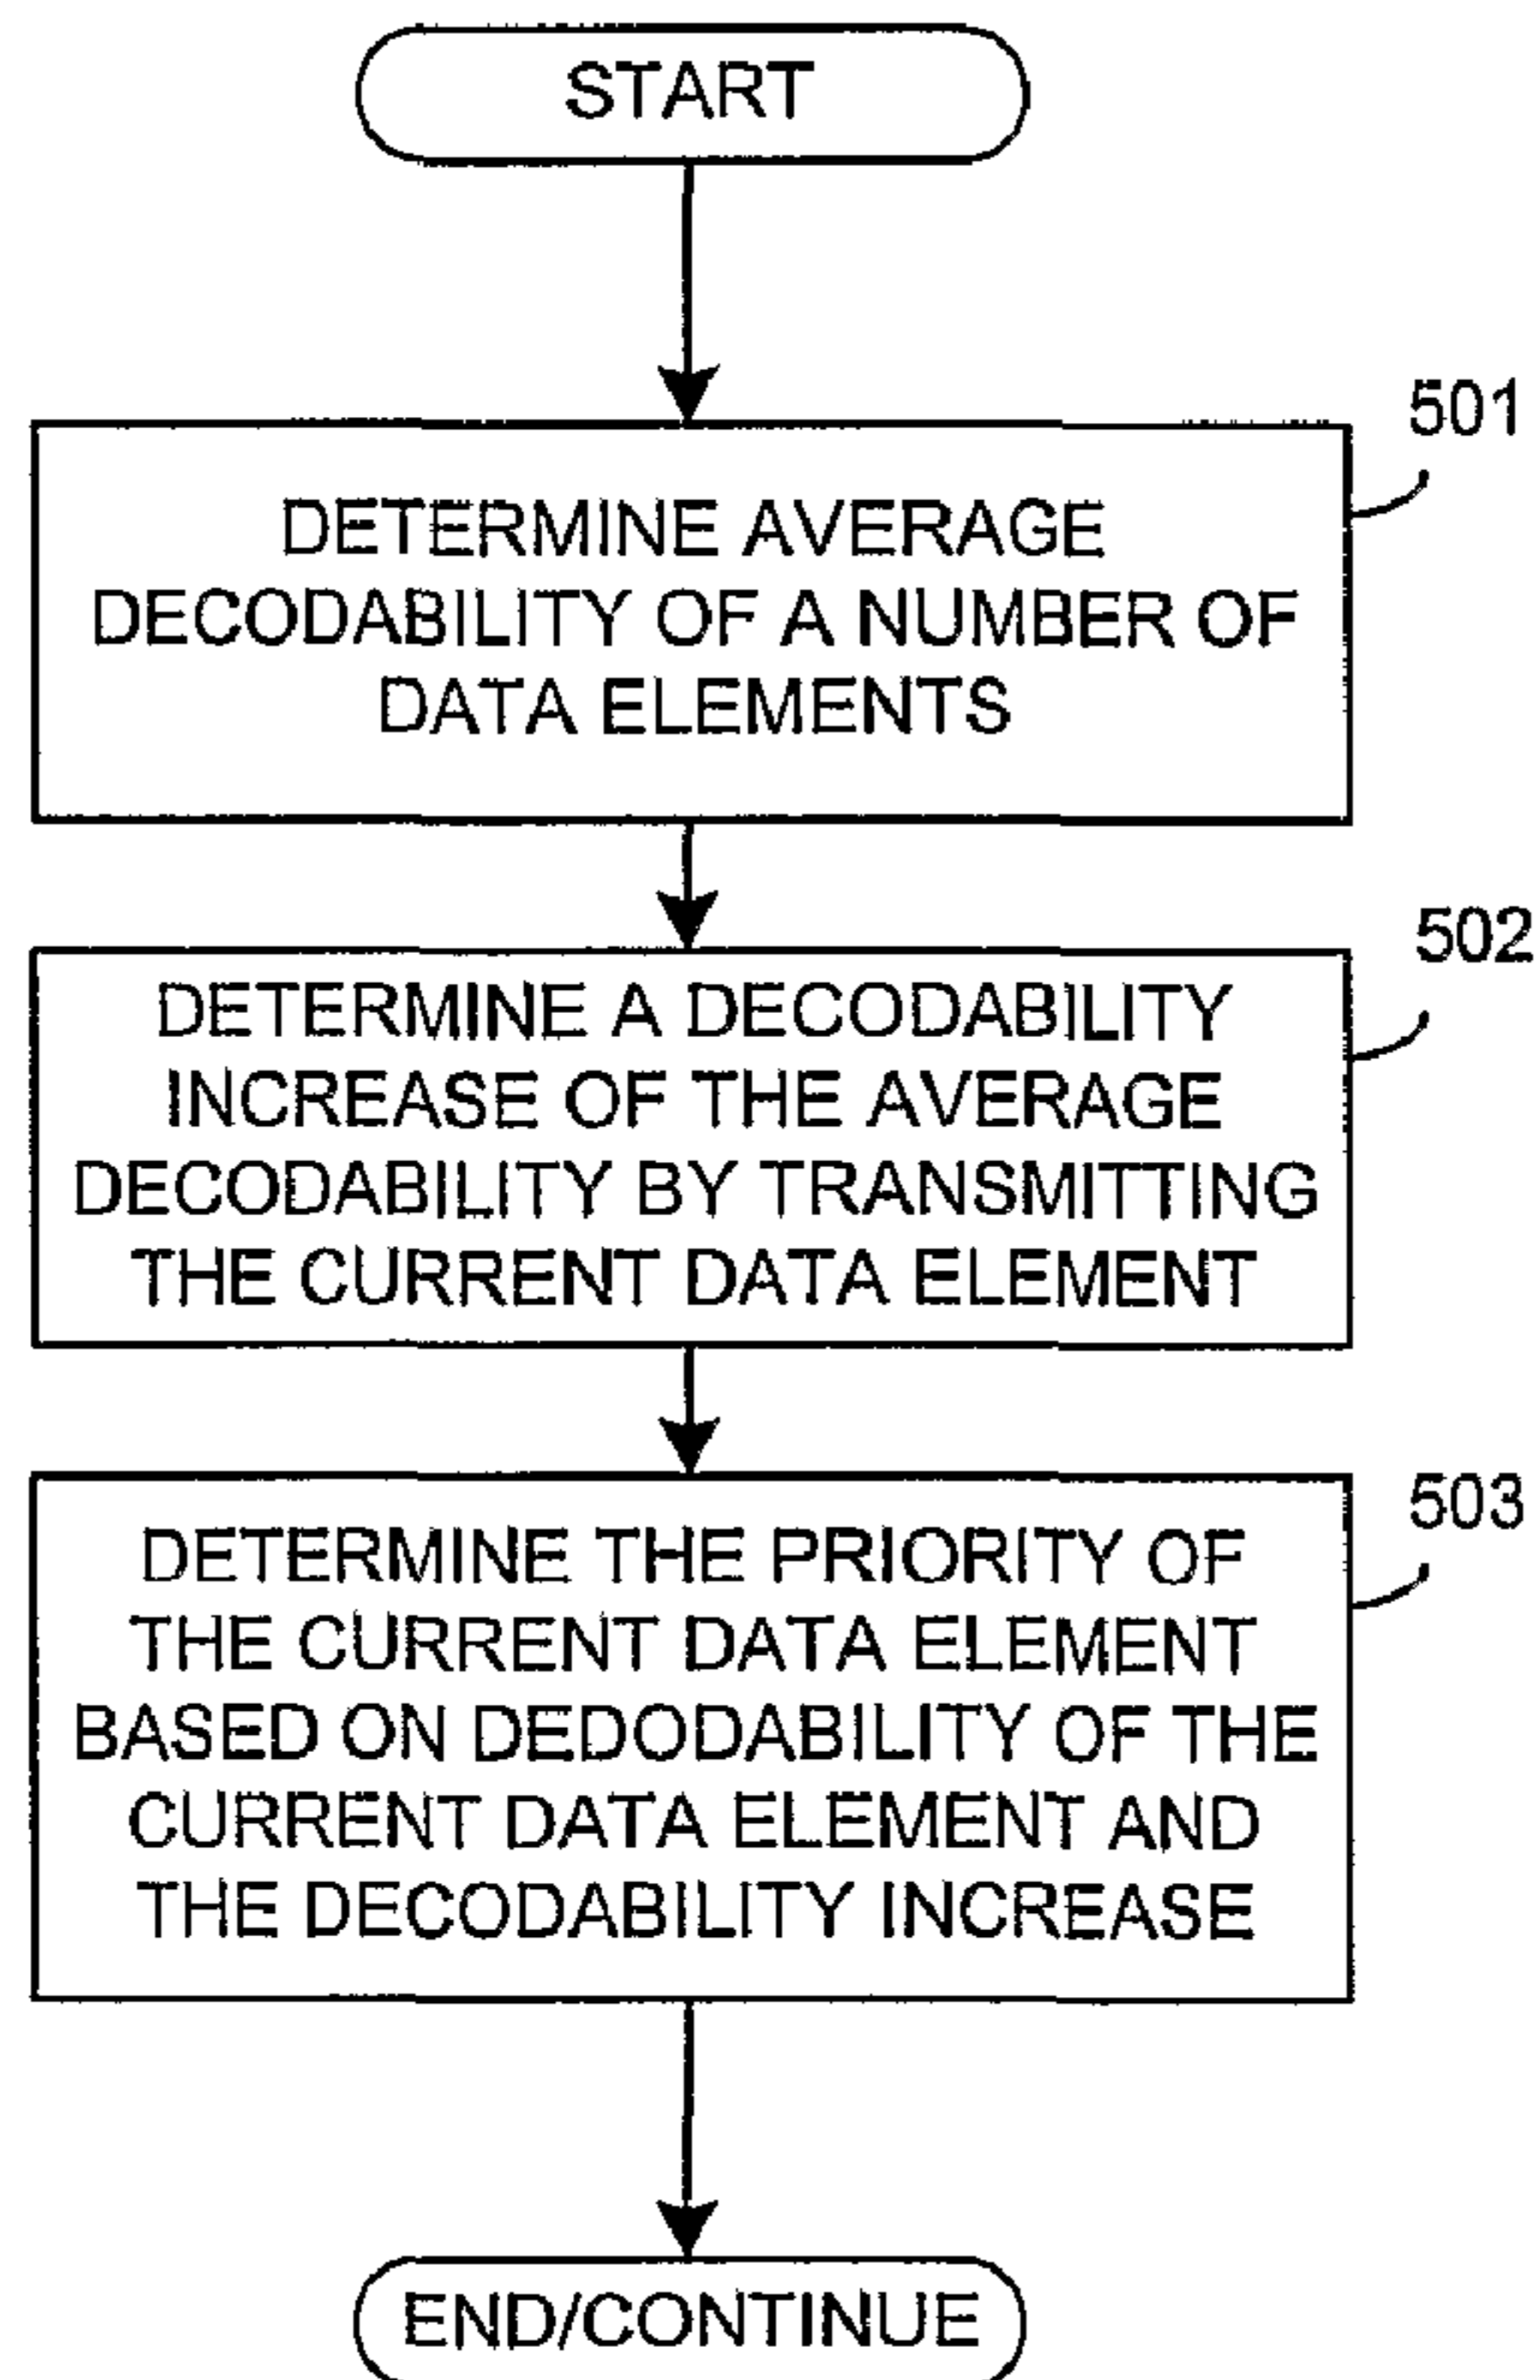 START
501
DETERMINE AVERAGE
DECODABILITY OF A NUMBER OF
DATA ELEMENTS
502
DETERMINE A DECODABILITY
INCREASE OF THE AVERAGE
DECODABILITY BY TRANSMITTING
THE CURRENT DATA ELEMENT
503
DETERMINE THE PRIORITY OF
THE CURRENT DATA ELEMENT
BASED ON DEDODABILITY OF THE
CURRENT DATA ELEMENT AND
THE DECODABILITY INCREASE
END/CONTINUE